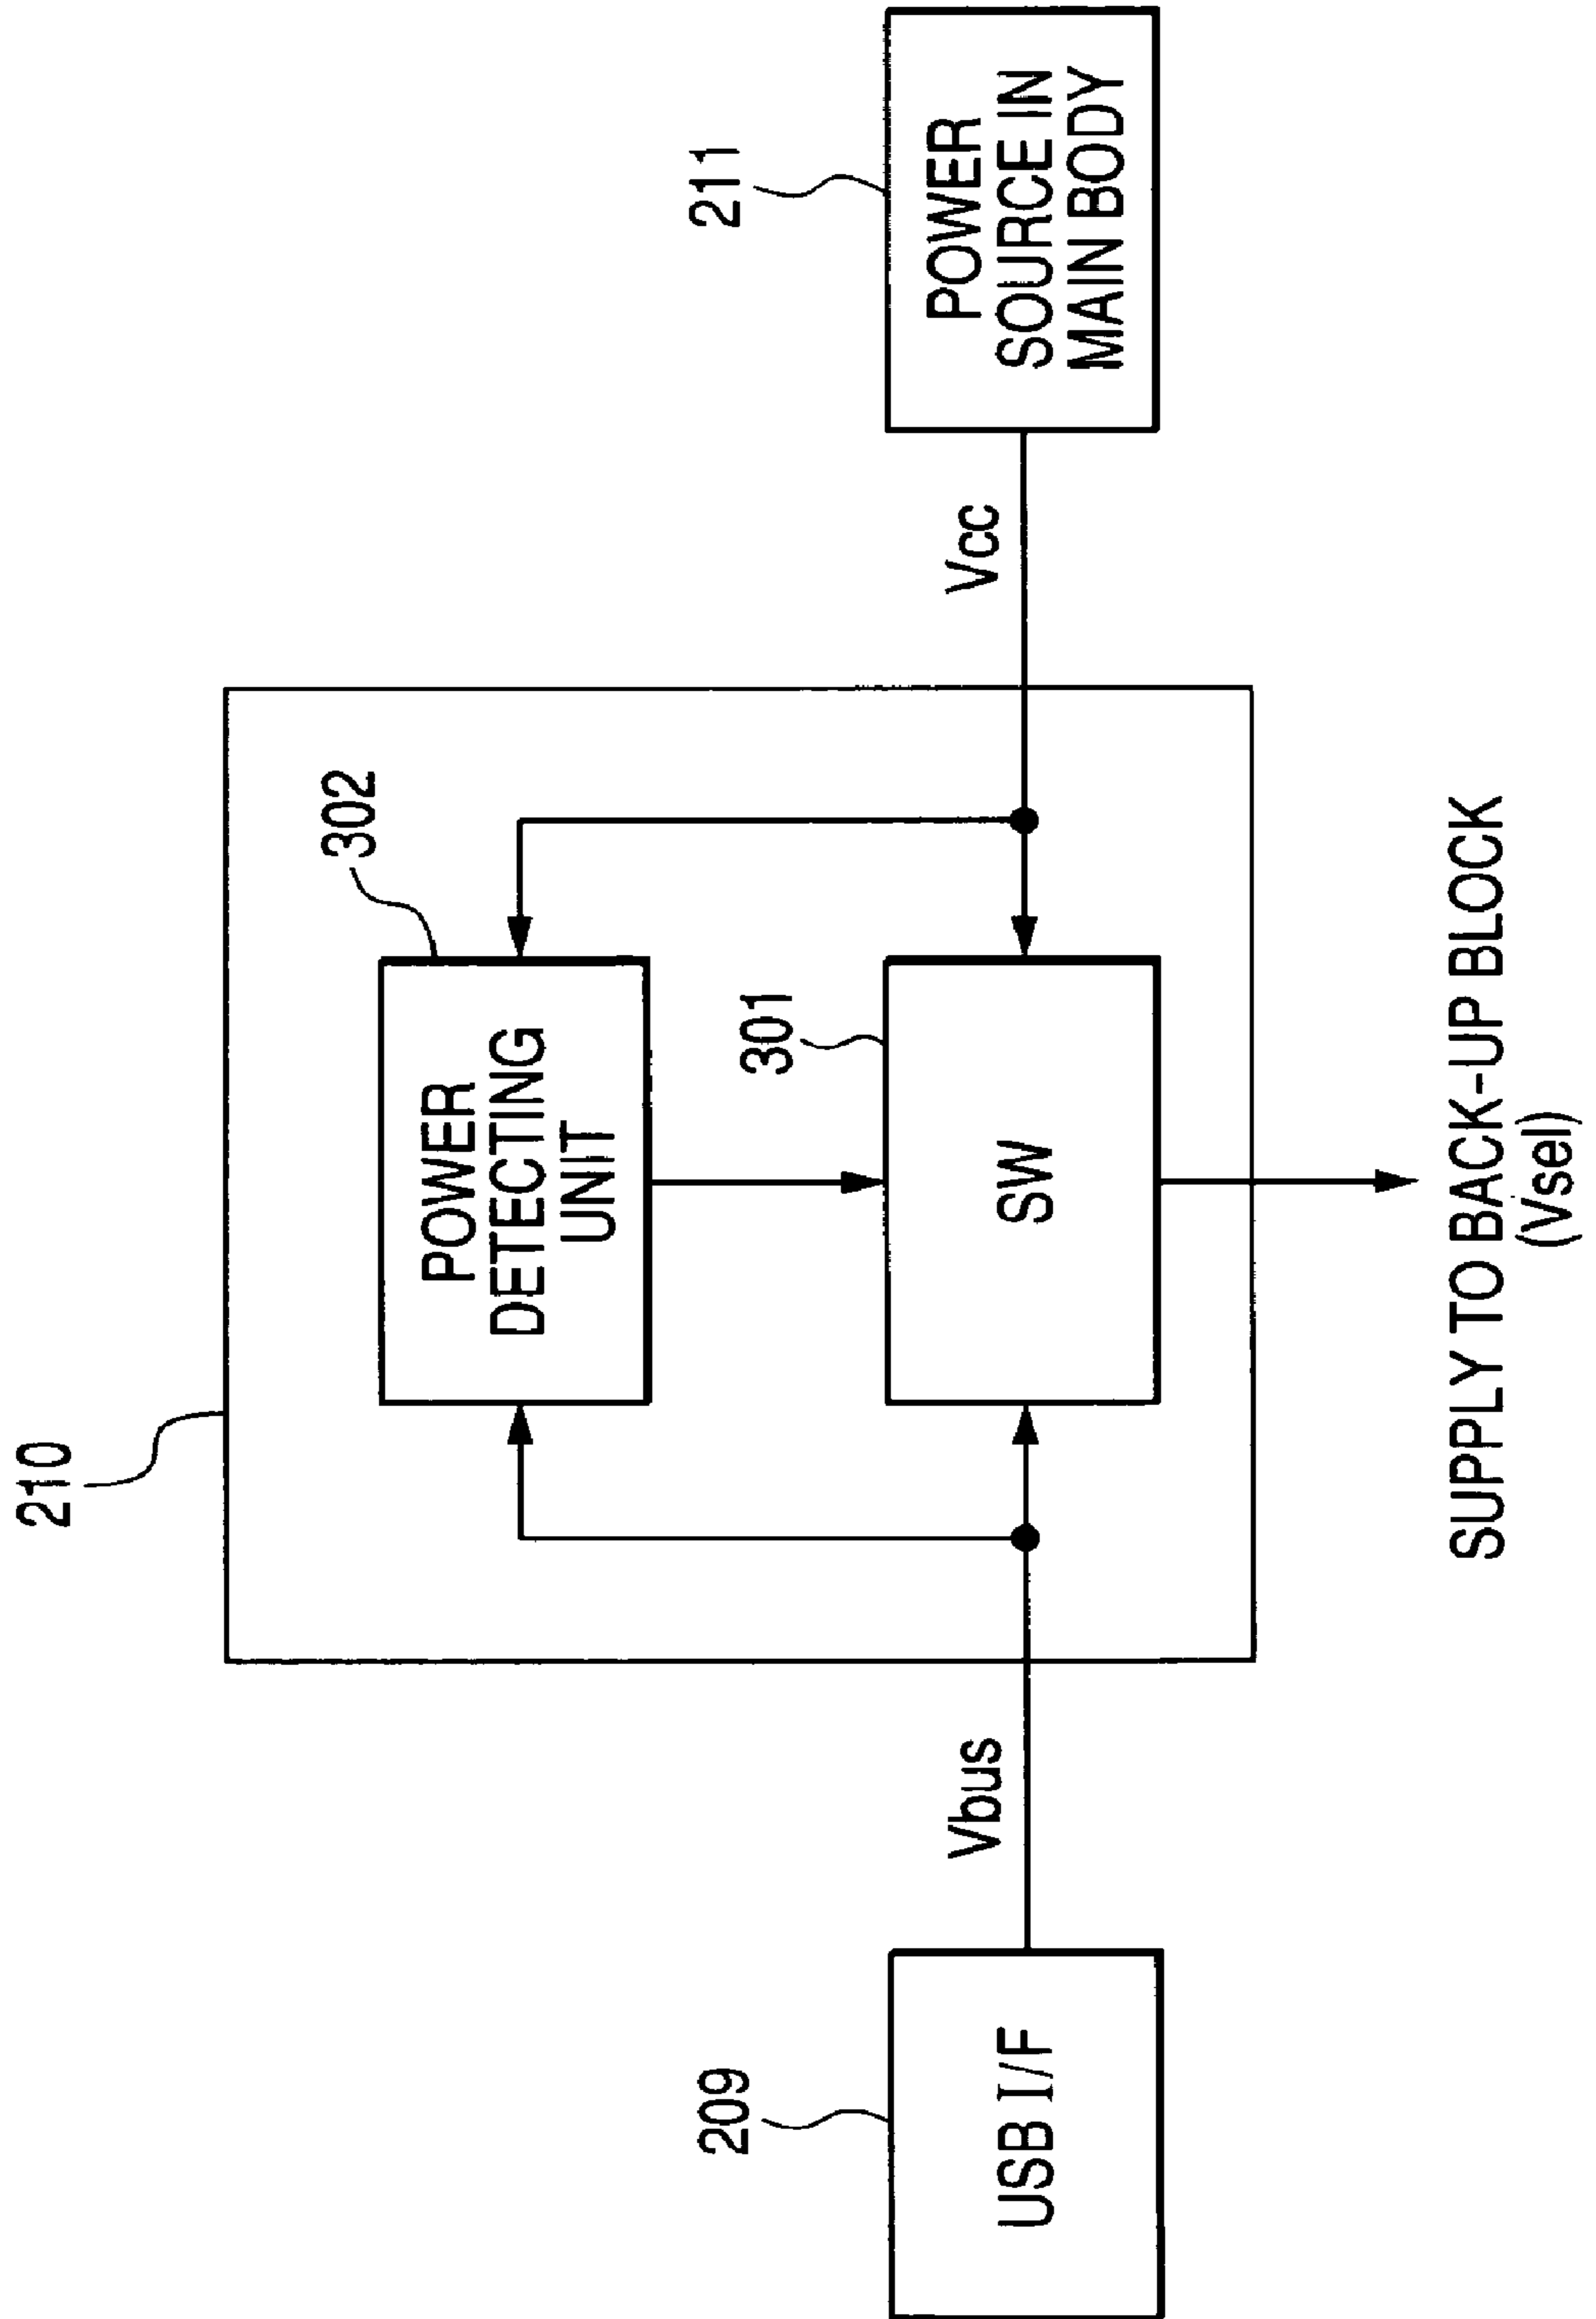 210
302
POWER
DETECTING
UNIT
301
SW
209
USB I/F
Vbus
Vcc
211
POWER
SOURCE IN
MAIN BODY
SUPPLY TO BACK-UP BLOCK
(Vsel)